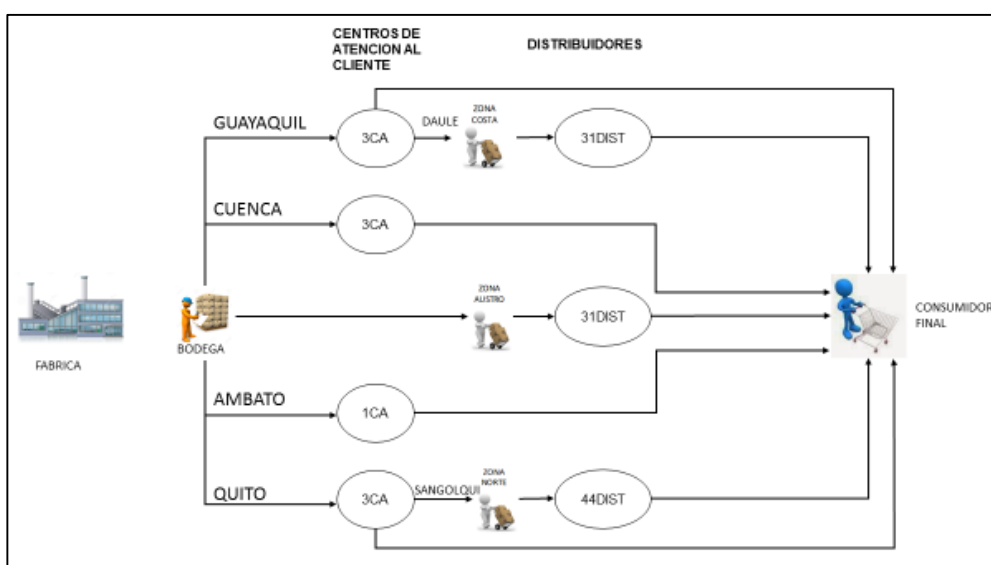 CENTROS DE
ATENCION AL
CLIENTE
DISTRIBUIDORES
GUAYAQUIL
3CA
DAULE
ZONA
COSTA
31DIST
CUENCA
3CA
FABRICA
BODEGA
ZONA
AUSTRO
31DIST
CONSUMIDOR
FINAL
AMBATO
1CA
QUITO
3CA
SANGOLQUI
ZONA
NORTE
44DIST